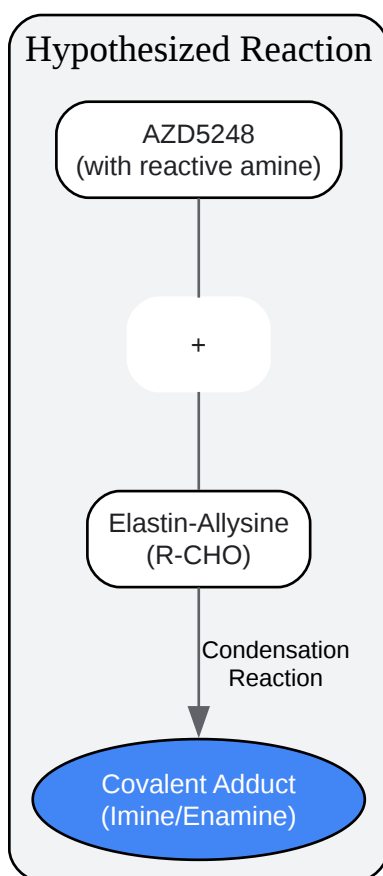 Hypothesized Reaction
AZD5248
(with reactive amine)
+
Elastin-Allysine
(R-CHO)
Condensation
Reaction
Covalent Adduct
(Imine/Enamine)